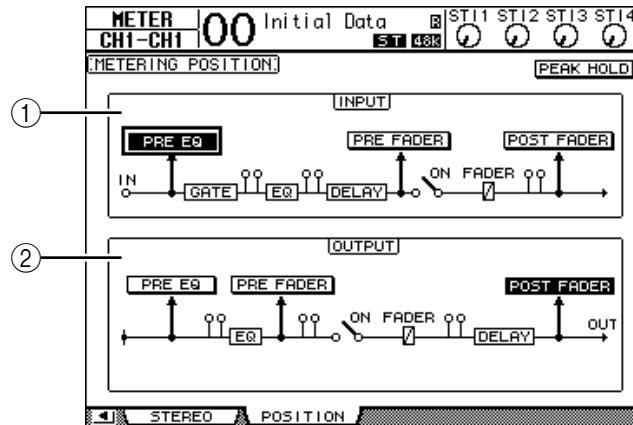 METER 00 Initial Data B STI1 STI2 STI3 STI4
CH1-CH1 ST 48k
METERING POSITION PEAK HOLD
1 INPUT
PRE EQ PRE FADER POST FADER
IN GATE EQ DELAY ON FADER
2 OUTPUT
PRE EQ PRE FADER POST FADER
EQ ON FADER DELAY OUT
STEREO POSITION